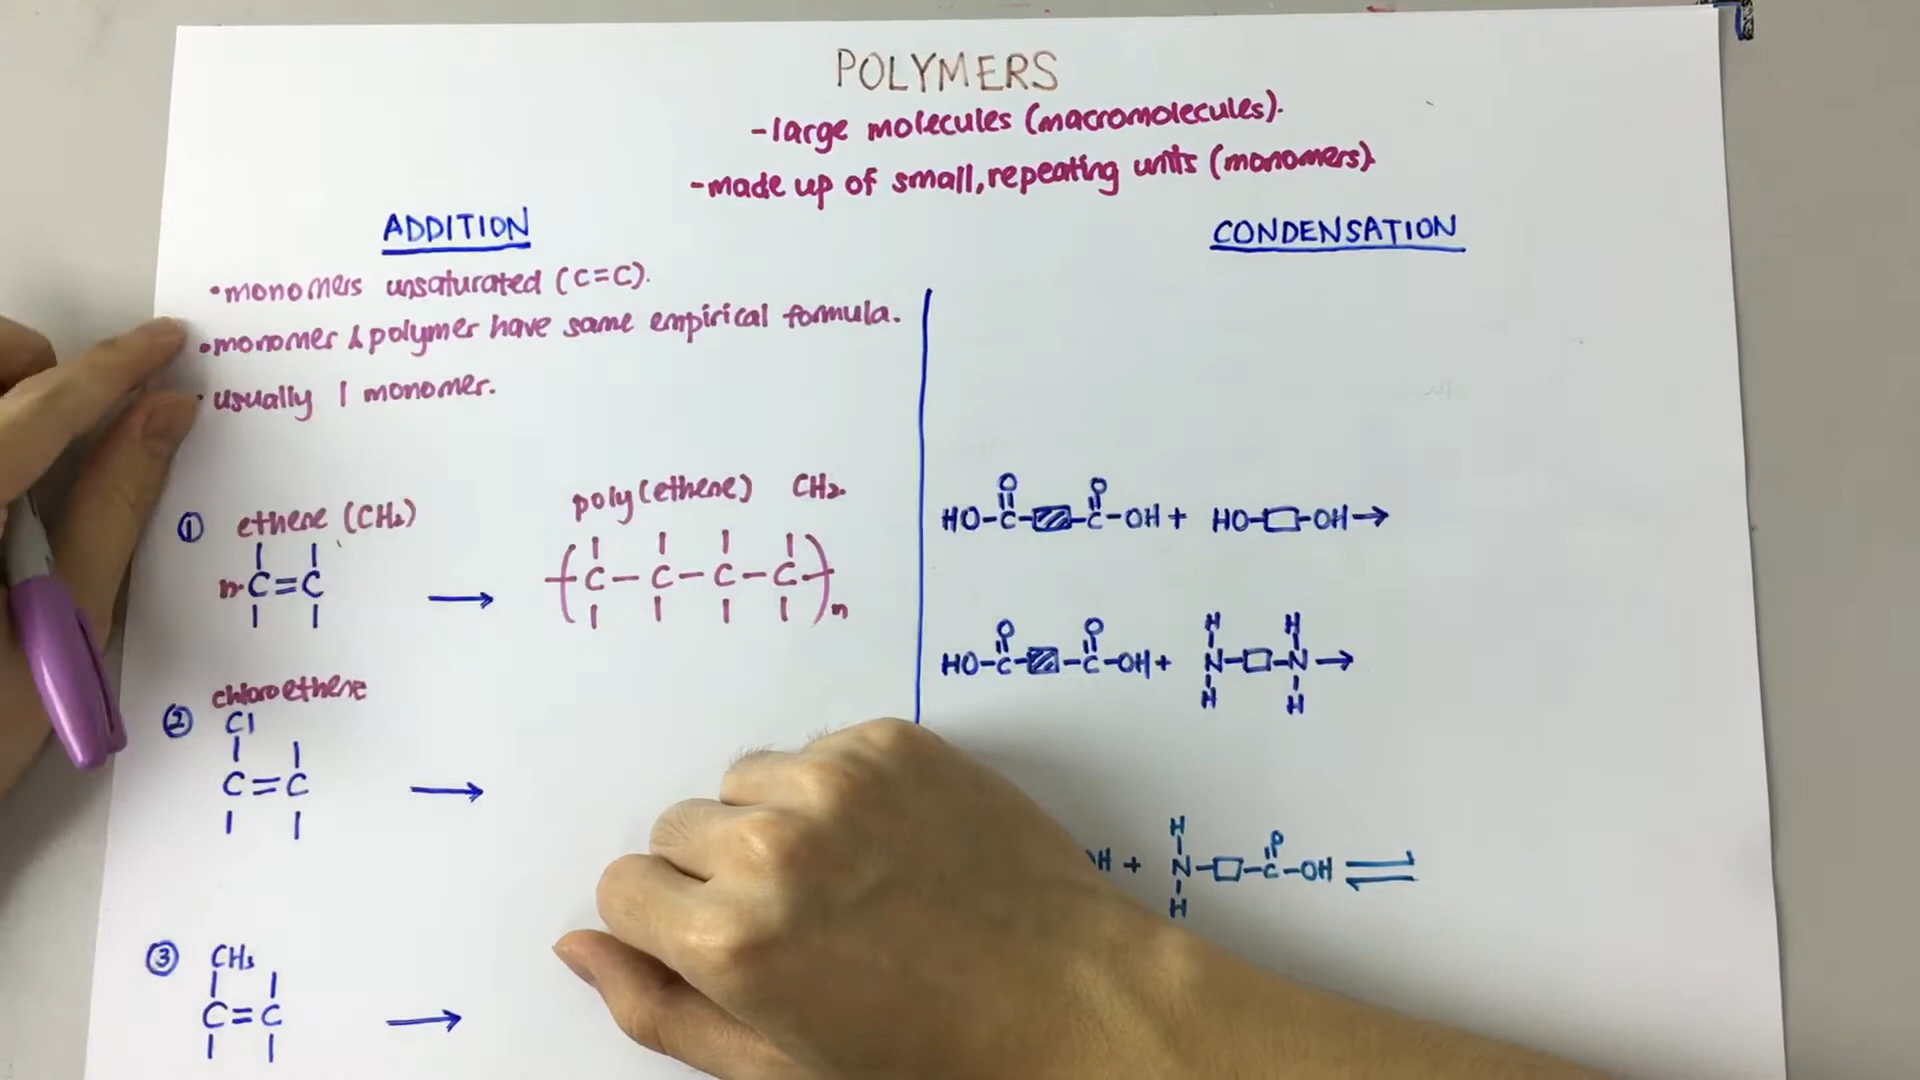 POLYMERS
-large molecules (macromolecules).
-made up of small, repeating units (monomers).
ADDITION
•monomers unsaturated (C=C).
•monomer & polymer have same empirical formula.
•usually 1 monomer.
① ethene (CH₂)
n C=C
poly(ethene) CH₂
C-C-C-C
n
② chloroethene
Cl
C=C
③ CH₃
C=C
CONDENSATION
O O
HO-C- -C-OH + HO- -OH →
O O H H
HO-C- -C-OH + N- -N →
H H
H O
H + N- -C-OH ⇌
H